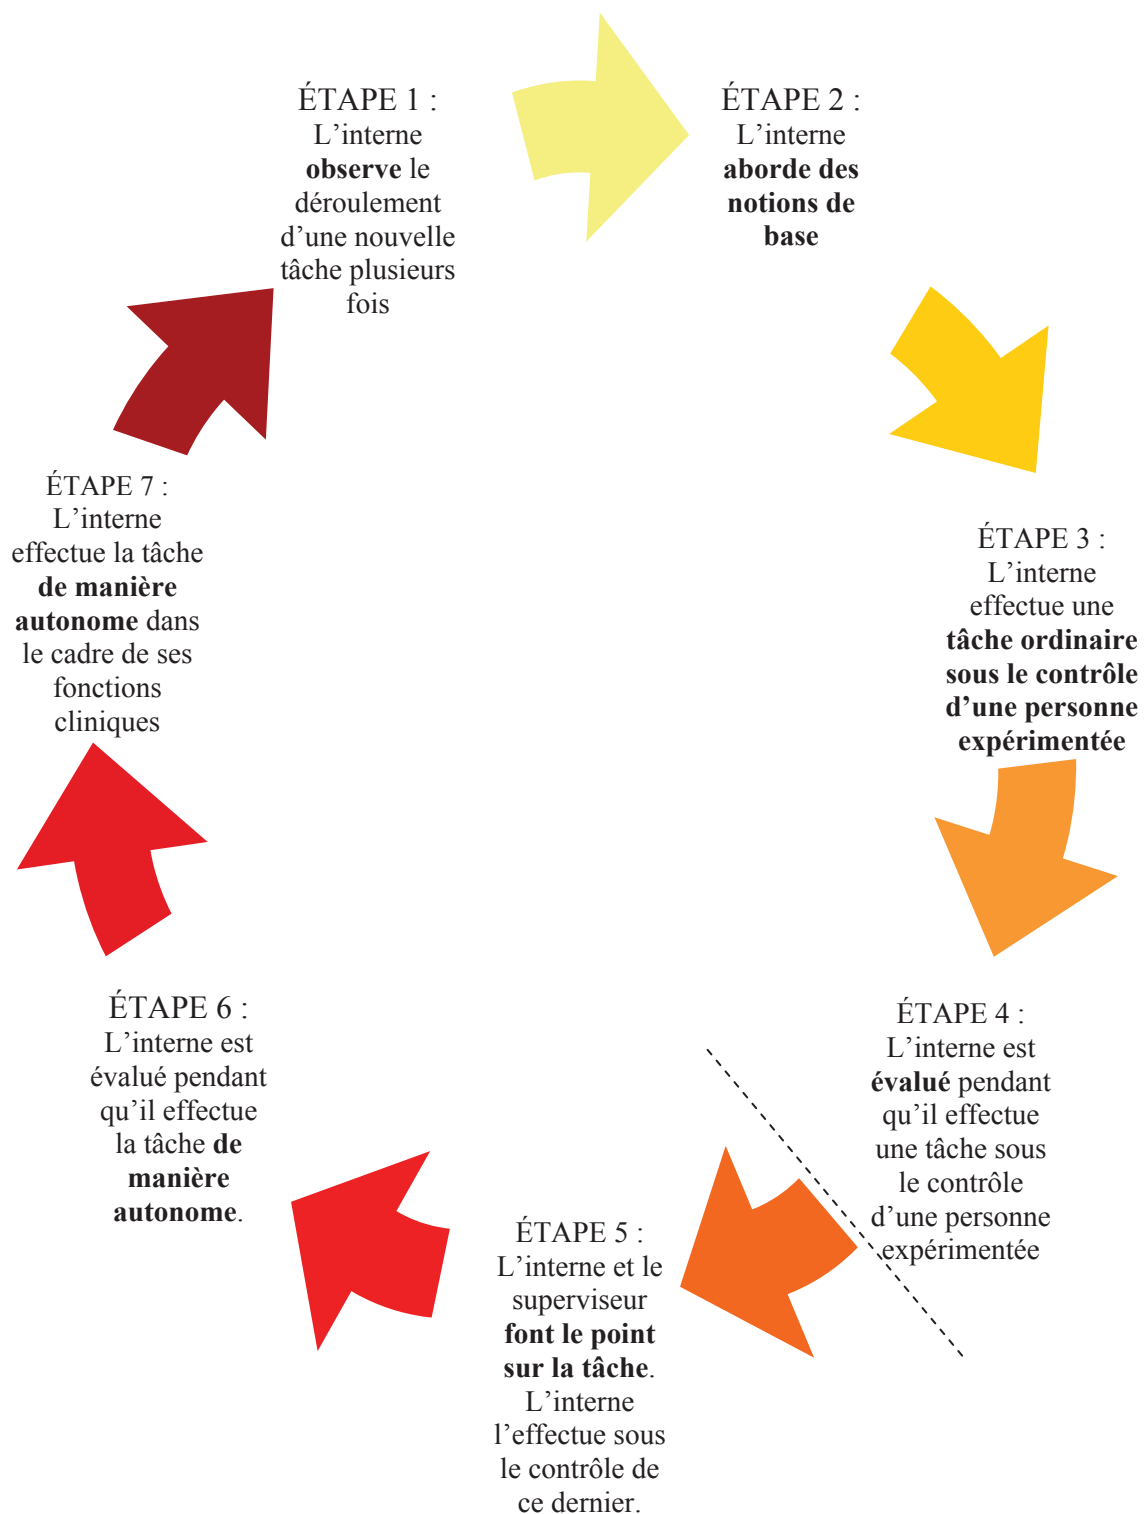 ÉTAPE 1 :
L’interne
observe le
déroulement
d’une nouvelle
tâche plusieurs
fois
ÉTAPE 2 :
L’interne
aborde des
notions de
base
ÉTAPE 3 :
L’interne
effectue une
tâche ordinaire
sous le contrôle
d’une personne
expérimentée
ÉTAPE 4 :
L’interne est
évalué pendant
qu’il effectue
une tâche sous
le contrôle
d’une personne
expérimentée
ÉTAPE 5 :
L’interne et le
superviseur
font le point
sur la tâche.
L’interne
l’effectue sous
le contrôle de
ce dernier.
ÉTAPE 6 :
L’interne est
évalué pendant
qu’il effectue
la tâche de
manière
autonome.
ÉTAPE 7 :
L’interne
effectue la tâche
de manière
autonome dans
le cadre de ses
fonctions
cliniques